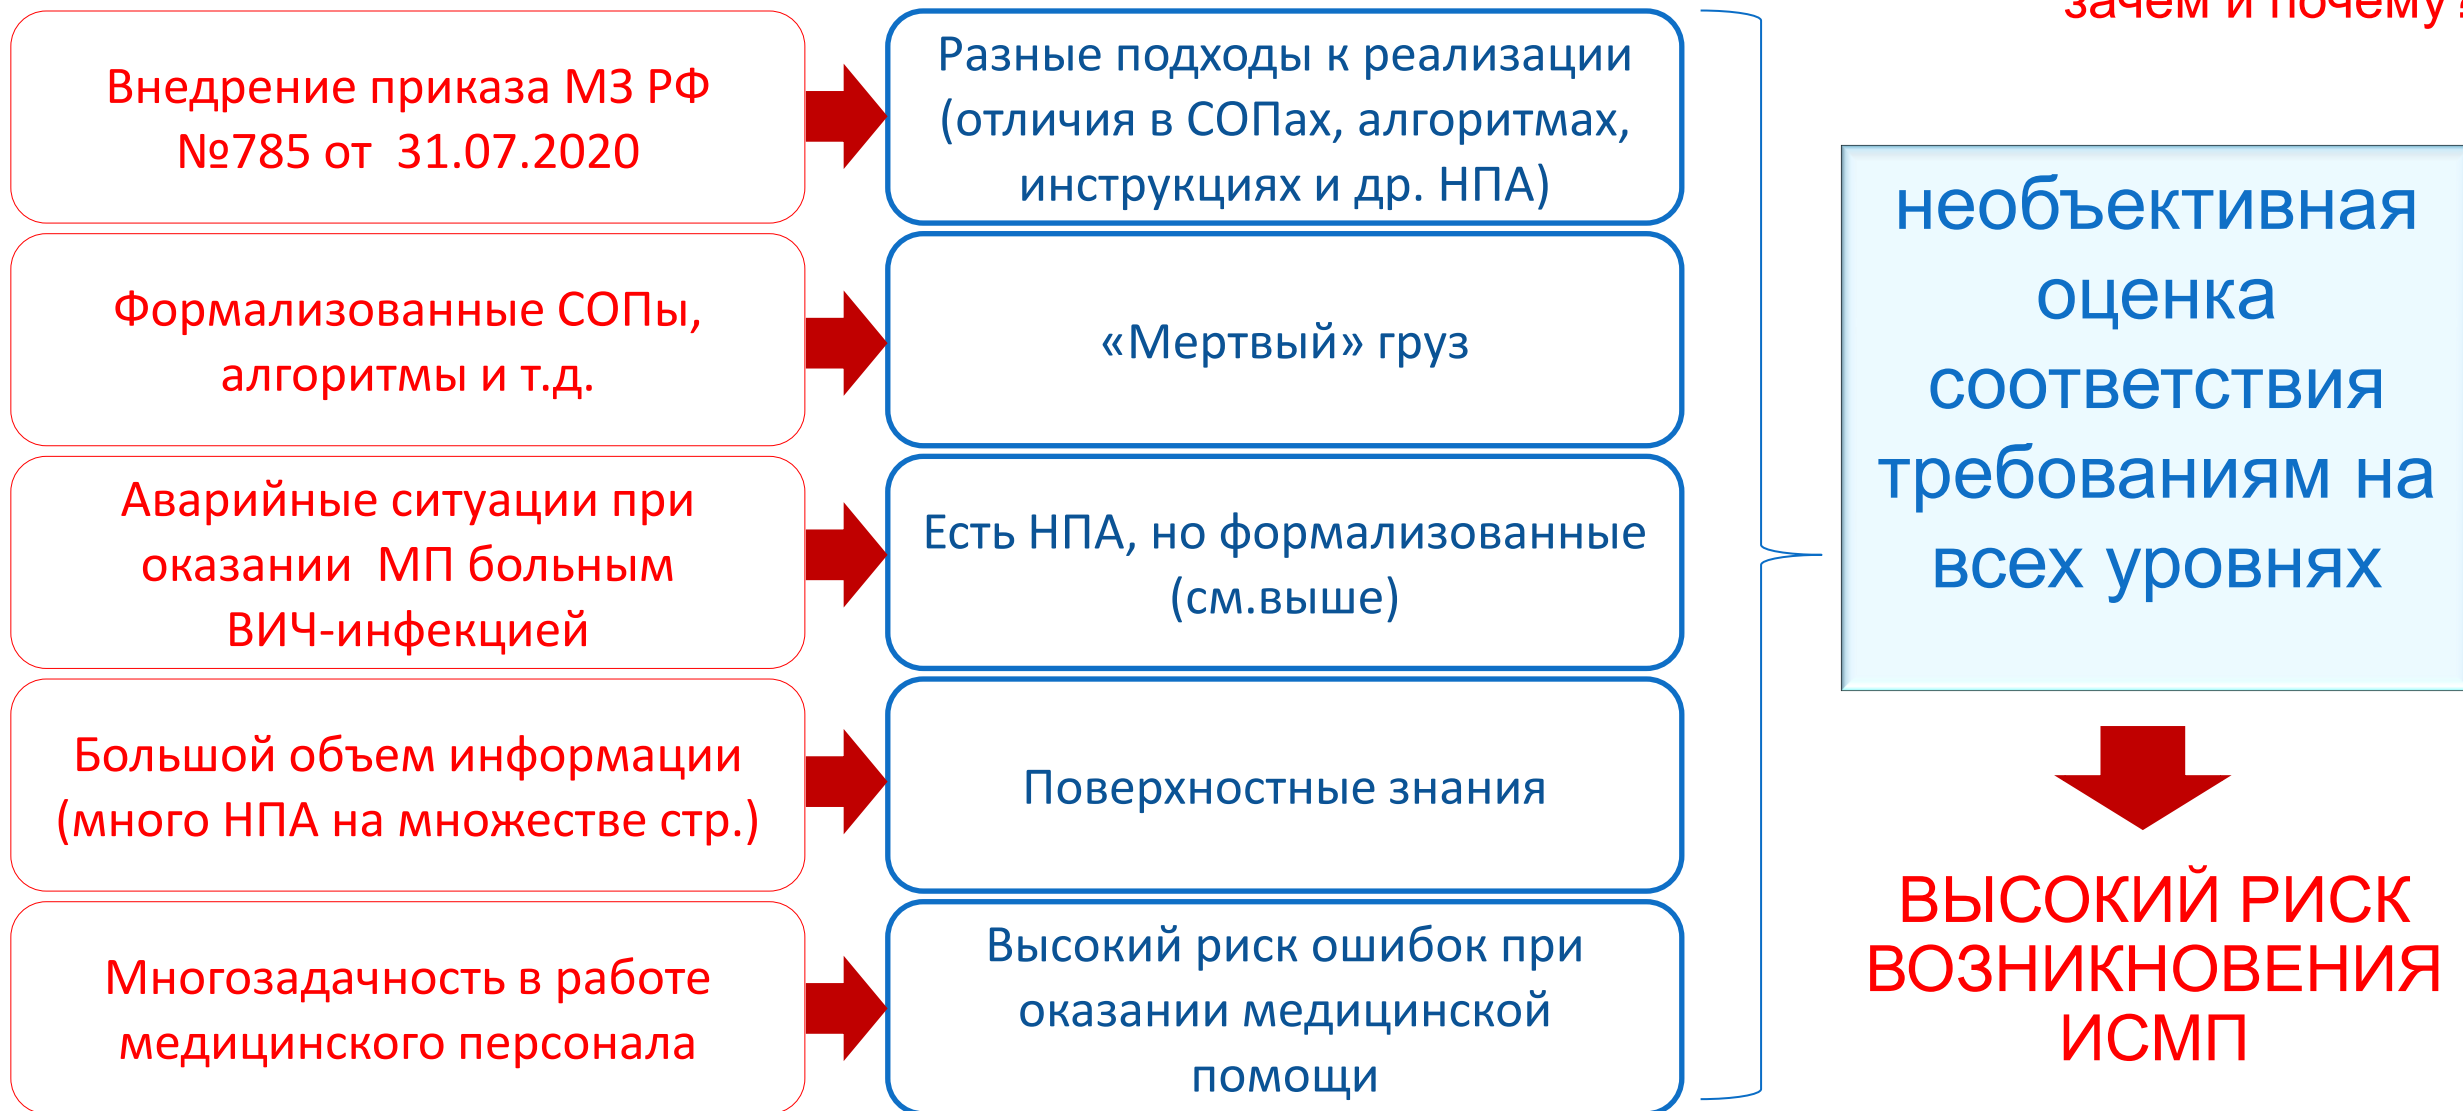 зачем и почему?
Внедрение приказа МЗ РФ
№785 от 31.07.2020
Разные подходы к реализации
(отличия в СОПах, алгоритмах,
инструкциях и др. НПА)
Формализованные СОПы,
алгоритмы и т.д.
«Мертвый» груз
Аварийные ситуации при
оказании МП больным
ВИЧ-инфекцией
Есть НПА, но формализованные
(см.выше)
Большой объем информации
(много НПА на множестве стр.)
Поверхностные знания
Многозадачность в работе
медицинского персонала
Высокий риск ошибок при
оказании медицинской
помощи
необъективная
оценка
соответствия
требованиям на
всех уровнях
ВЫСОКИЙ РИСК
ВОЗНИКНОВЕНИЯ
ИСМП